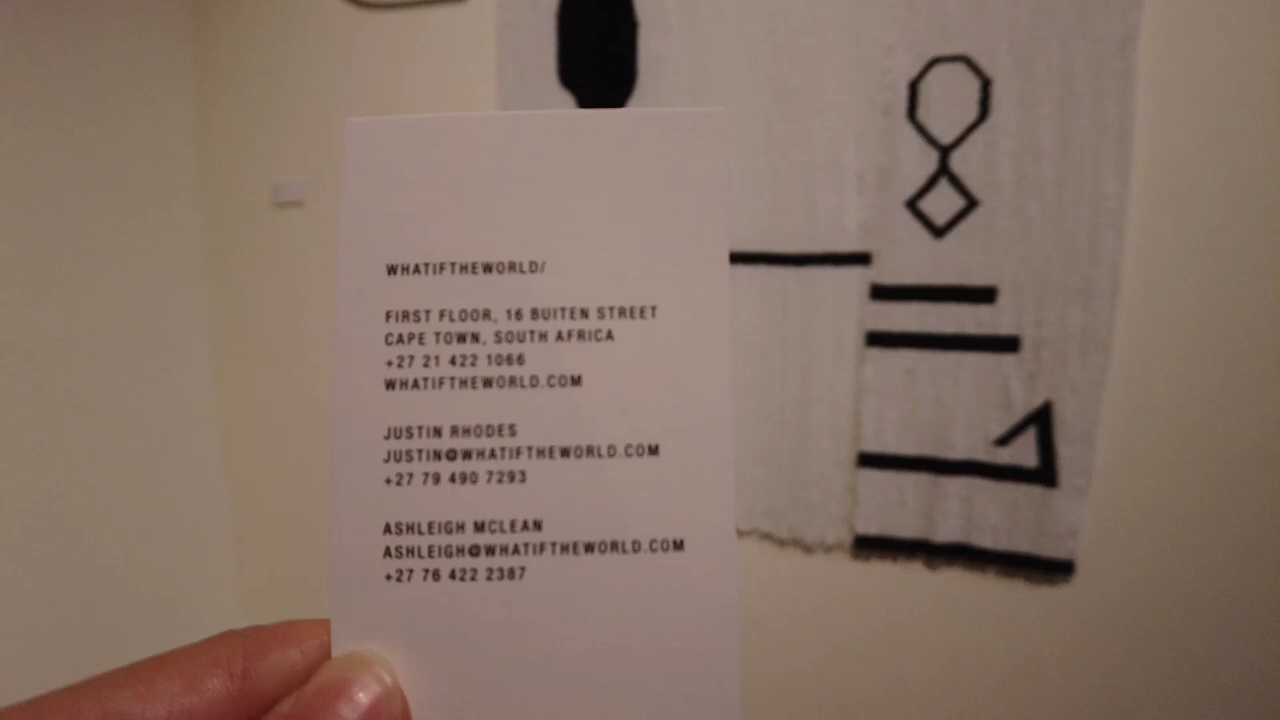 WHATIFTHEWORLD/
FIRST FLOOR, 16 BUITEN STREET
CAPE TOWN, SOUTH AFRICA
+27 21 422 1066
WHATIFTHEWORLD.COM
JUSTIN RHODES
JUSTIN@WHATIFTHEWORLD.COM
+27 79 490 7293
ASHLEIGH MCLEAN
ASHLEIGH@WHATIFTHEWORLD.COM
+27 76 422 2387